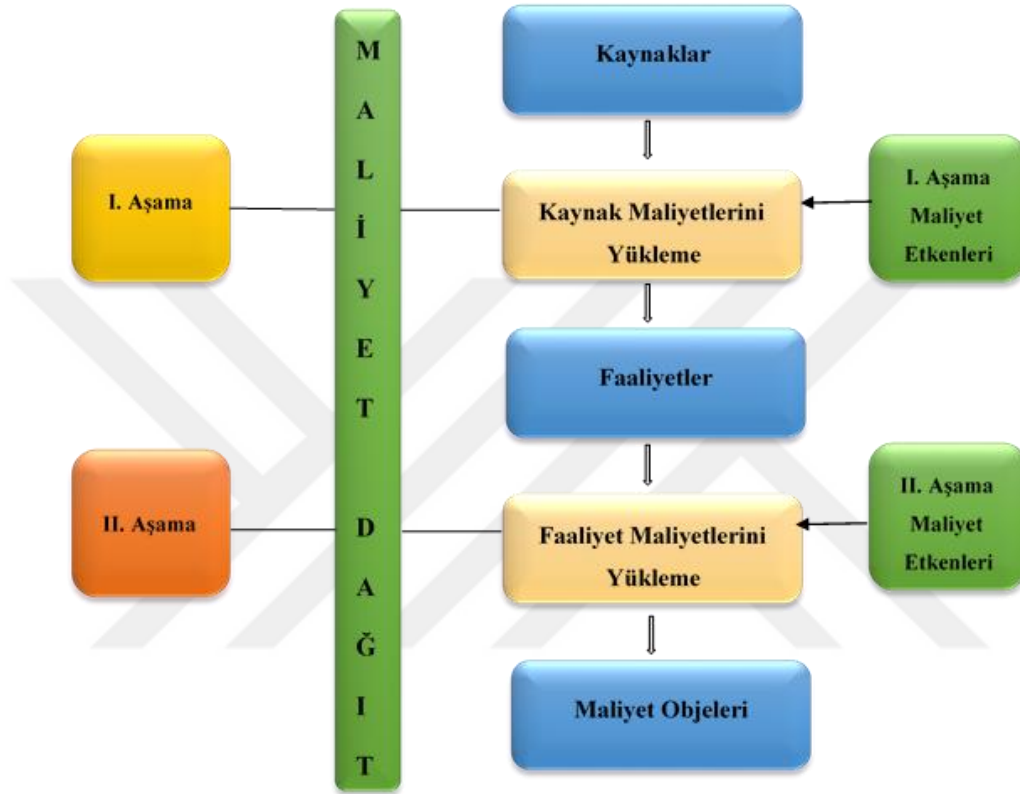 Kaynaklar
I. Aşama
Kaynak Maliyetlerini
Yükleme
I. Aşama
Maliyet
Etkenleri
Faaliyetler
II. Aşama
Faaliyet Maliyetlerini
Yükleme
II. Aşama
Maliyet
Etkenleri
Maliyet Objeleri
M
A
L
İ
Y
E
T
D
A
Ğ
I
T